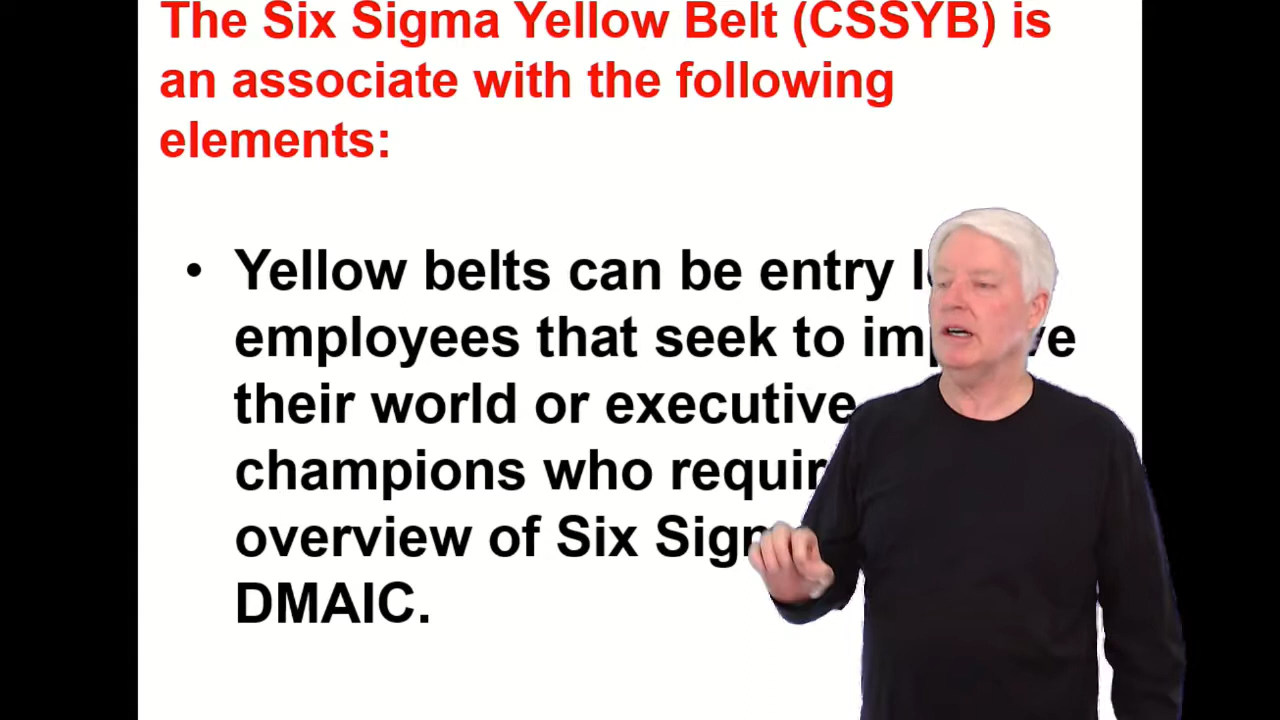 The Six Sigma Yellow Belt (CSSYB) is
an associate with the following
elements:
• Yellow belts can be entry
employees that seek to
their world or executive
champions who
overview of Six
DMAIC.